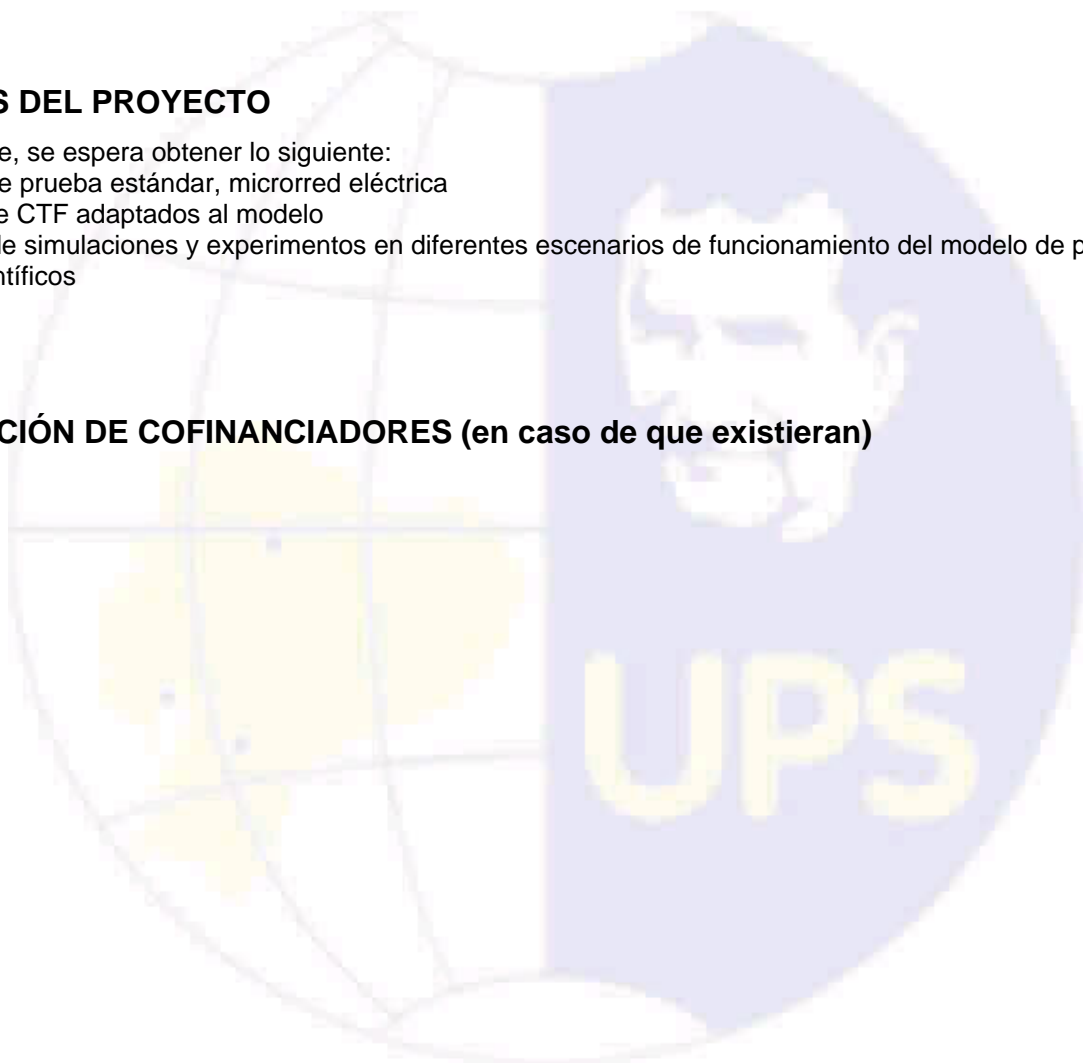 S DEL PROYECTO
e, se espera obtener lo siguiente:
e prueba estándar, microrred eléctrica
e CTF adaptados al modelo
de simulaciones y experimentos en diferentes escenarios de funcionamiento del modelo de p
ntíficos
CIÓN DE COFINANCIADORES (en caso de que existieran)
UPS